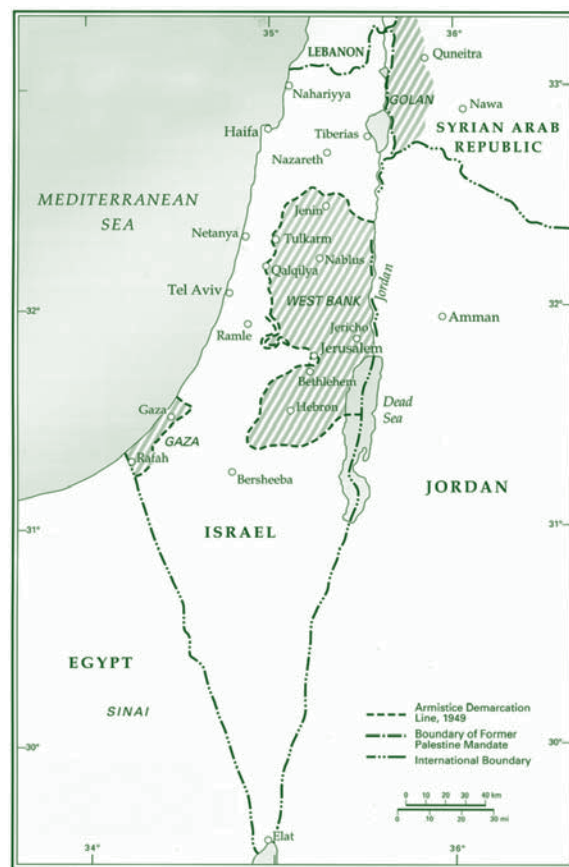 35°
36°
LEBANON
Quneitra
33°
Nahariyya
GOLAN
Nawa
Haifa
Tiberias
SYRIAN ARAB
REPUBLIC
Nazareth
MEDITERRANEAN
SEA
Jenin
Netanya
Tulkarm
Nablus
Qalqilya
Jordan
Tel Aviv
WEST BANK
32°
32°
Amman
Ramle
Jericho
Jerusalem
Bethlehem
Dead
Sea
Gaza
Hebron
GAZA
Rafah
Bersheeba
JORDAN
31°
31°
ISRAEL
EGYPT
SINAI
Armistice Demarcation
Line, 1949
Boundary of Former
Palestine Mandate
International Boundary
30°
30°
0 10 20 30 40 km
0 10 20 30 mi
Elat
34°
35°
36°